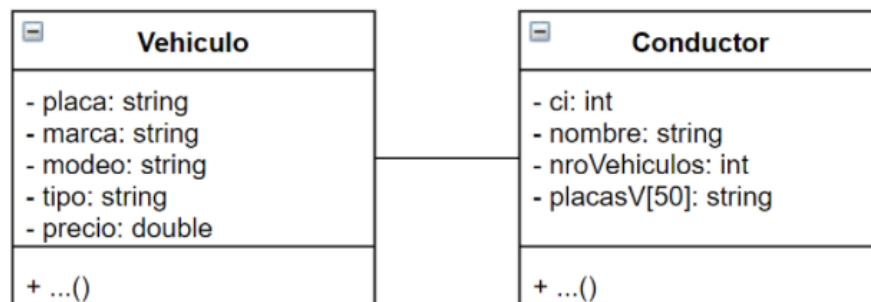 Vehiculo
- placa: string
- marca: string
- modeo: string
- tipo: string
- precio: double
+ ...()
Conductor
- ci: int
- nombre: string
- nroVehiculos: int
- placasV[50]: string
+ ...()